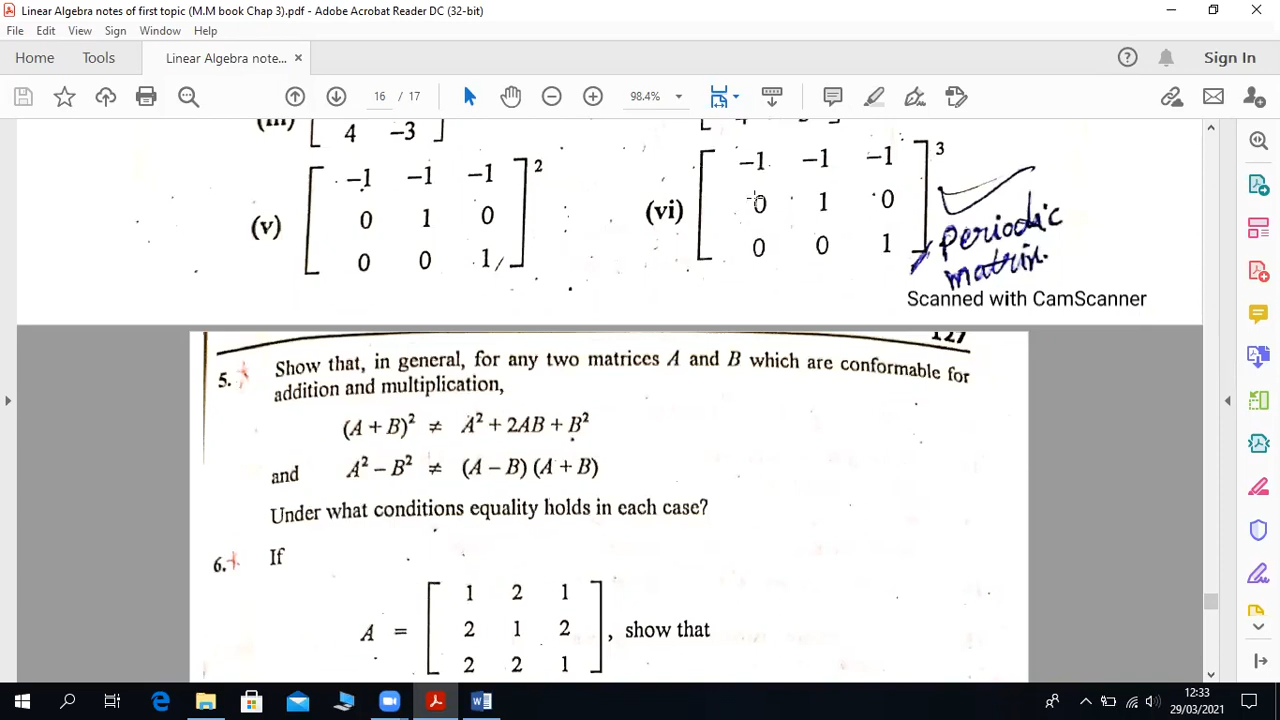 Linear Algebra notes of first topic (M.M book Chap 3).pdf - Adobe Acrobat Reader DC (32-bit)
File Edit View Sign Window Help
Home Tools Linear Algebra note... × Sign In
16 / 17 98.4%
(iii) 4 −3
(v)
−1 −1 −1
0 1 0
0 0 1
2
(vi)
−1 −1 −1
0 1 0
0 0 1
3
Periodic
matrix.
Scanned with CamScanner
127
5. Show that, in general, for any two matrices A and B which are conformable for
addition and multiplication,
(A + B)² ≠ A² + 2AB + B²
and A² − B² ≠ (A − B) (A + B)
Under what conditions equality holds in each case?
6. If
1 2 1
A = 2 1 2 , show that
2 2 1
12:33
29/03/2021